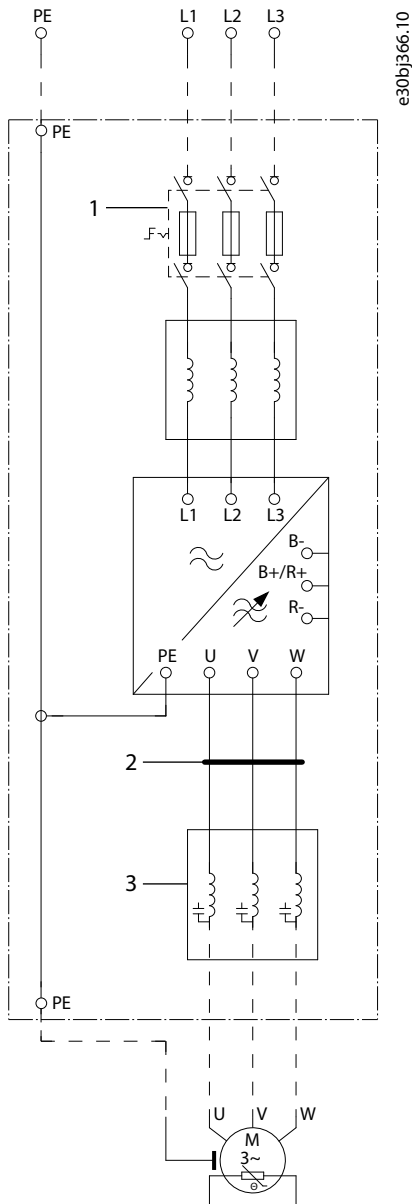 PE L1 L2 L3
e30bj366.10
PE
1
F
L1 L2 L3
B-
B+/R+
R-
PE U V W
2
3
PE
U V W
M
3~
Θ